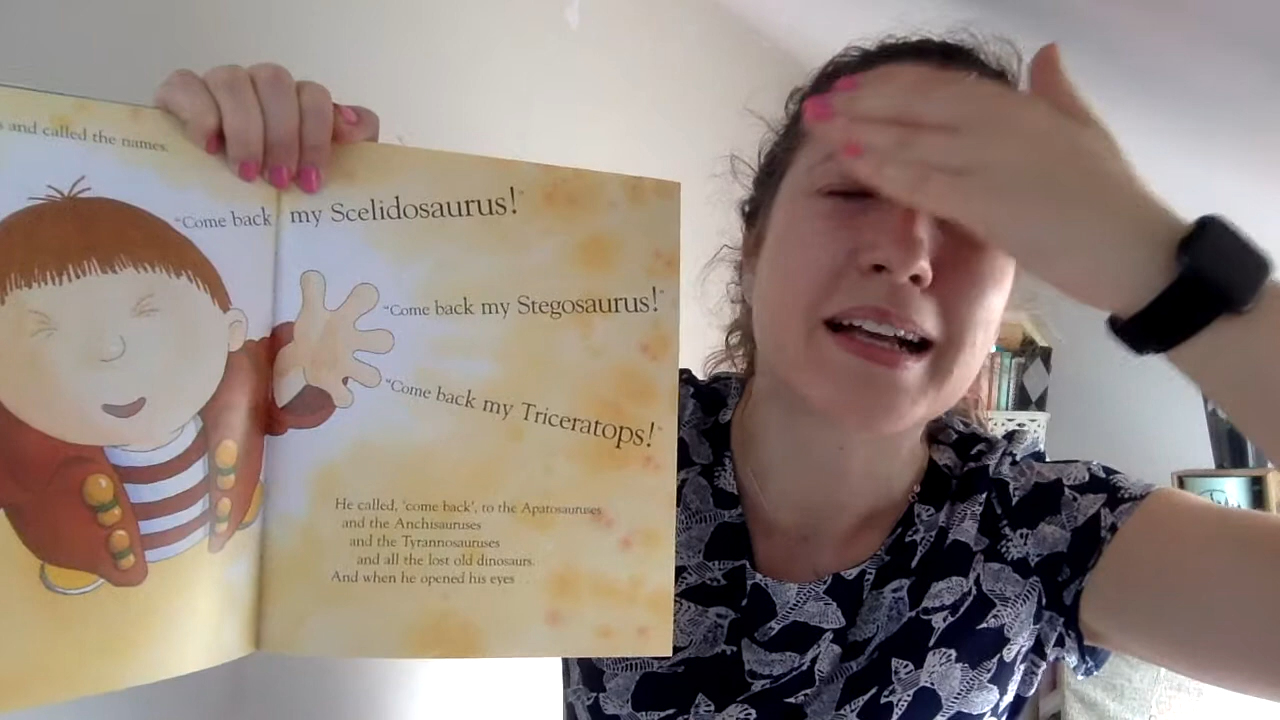 and called the names.
"Come back my Scelidosaurus!"
"Come back my Stegosaurus!"
"Come back my Triceratops!"
He called, 'come back', to the Apatosauruses
and the Anchisauruses
and the Tyrannosauruses
and all the lost old dinosaurs.
And when he opened his eyes . .